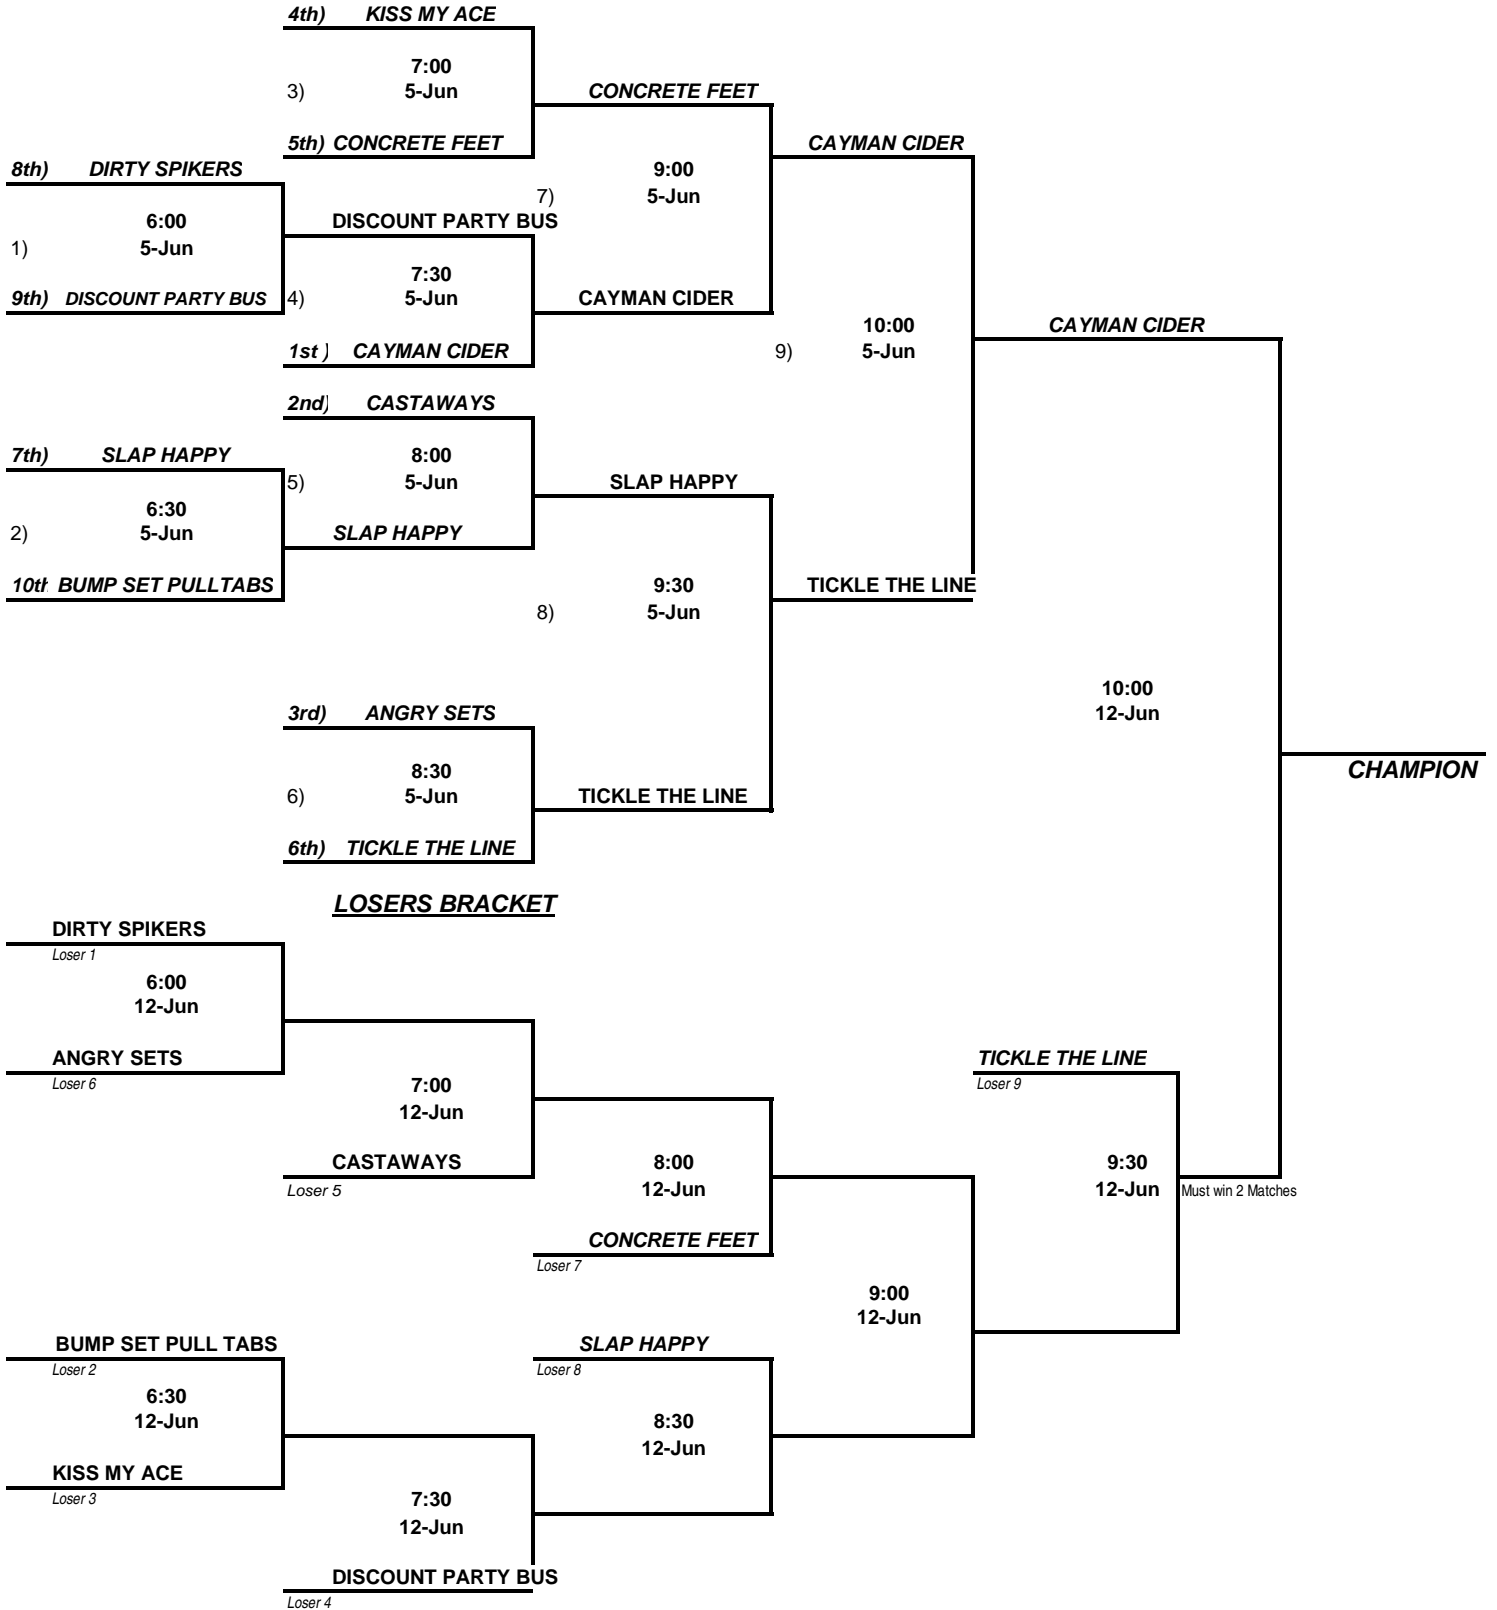 4th) KISS MY ACE
7:00
3) 5-Jun
CONCRETE FEET
5th) CONCRETE FEET
CAYMAN CIDER
8th) DIRTY SPIKERS
9:00
7) 5-Jun
6:00
DISCOUNT PARTY BUS
1) 5-Jun
7:30
9th) DISCOUNT PARTY BUS
4) 5-Jun
CAYMAN CIDER
10:00
CAYMAN CIDER
1st ) CAYMAN CIDER
9) 5-Jun
2nd) CASTAWAYS
7th) SLAP HAPPY
8:00
5) 5-Jun
SLAP HAPPY
6:30
2) 5-Jun
SLAP HAPPY
10th BUMP SET PULLTABS
9:30
TICKLE THE LINE
8) 5-Jun
10:00
12-Jun
3rd) ANGRY SETS
8:30
CHAMPION
6) 5-Jun
TICKLE THE LINE
6th) TICKLE THE LINE
LOSERS BRACKET
DIRTY SPIKERS
Loser 1
6:00
12-Jun
ANGRY SETS
Loser 6
TICKLE THE LINE
Loser 9
7:00
12-Jun
CASTAWAYS
Loser 5
8:00
12-Jun
9:30
12-Jun
Must win 2 Matches
CONCRETE FEET
Loser 7
9:00
12-Jun
BUMP SET PULL TABS
Loser 2
SLAP HAPPY
Loser 8
6:30
12-Jun
8:30
12-Jun
KISS MY ACE
Loser 3
7:30
12-Jun
DISCOUNT PARTY BUS
Loser 4